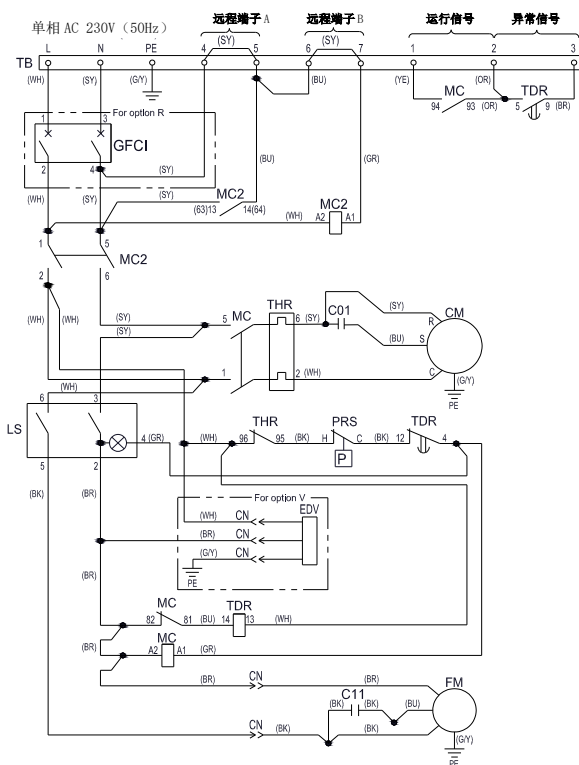 单相 AC 230V（50Hz）
远程端子A
远程端子B
运行信号
异常信号
L N PE 4 (SY) 5 6 (SY) 7 1 2 3
TB
(WH) (SY) (G/Y) (BU) (YE) (OR) (BR)
MC TDR
94 93 (OR) 5 9
For option R
1 3
GFCI
2 4 (SY)
(BU) (GR)
(WH) (SY) (SY) MC2
(63)13 14(64)
MC2
(WH) A2 A1
1 5
MC2
2 6
(WH) (WH) (SY) (SY)
5 MC THR 6 (SY) C01 (SY) R CM
(BU) S
1 2 (WH) C
(G/Y)
PE
(WH)
6 3
LS
4 (GR)
5 2
(WH) 96 THR 95 (BK) H PRS C (BK) 12 TDR 4
P
(BK) (BR)
For option V
EDV
(WH) CN
(BR) CN
(G/Y) CN
PE
(BR)
MC TDR
82 81 (BU) 14 13 (WH)
MC
(BR) A2 A1 (GR)
(BR) CN (BR)
C11 FM
(BK) (BK) (BU)
CN (BK) (BK)
(G/Y)
PE